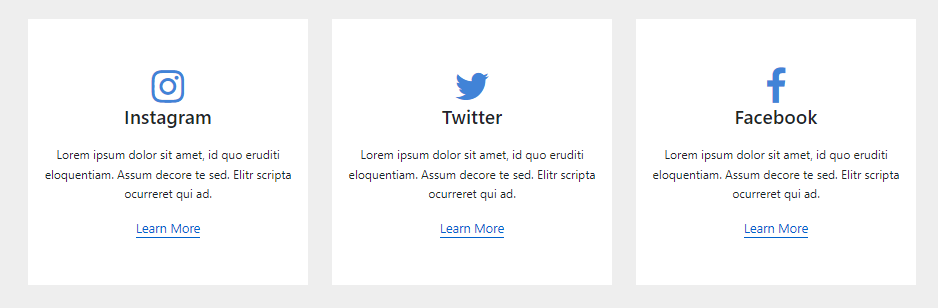 Instagram
Lorem ipsum dolor sit amet, id quo eruditi
eloquentiam. Assum decore te sed. Elitr scripta
ocurreret qui ad.
Learn More
Twitter
Lorem ipsum dolor sit amet, id quo eruditi
eloquentiam. Assum decore te sed. Elitr scripta
ocurreret qui ad.
Learn More
Facebook
Lorem ipsum dolor sit amet, id quo eruditi
eloquentiam. Assum decore te sed. Elitr scripta
ocurreret qui ad.
Learn More